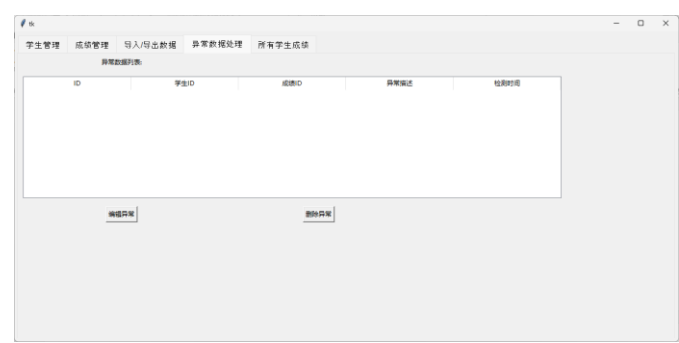 tk
学生管理 成绩管理 导入/导出数据 异常数据处理 所有学生成绩
异常数据列表:
ID 学生ID 成绩ID 异常描述 检测时间
编辑异常 删除异常